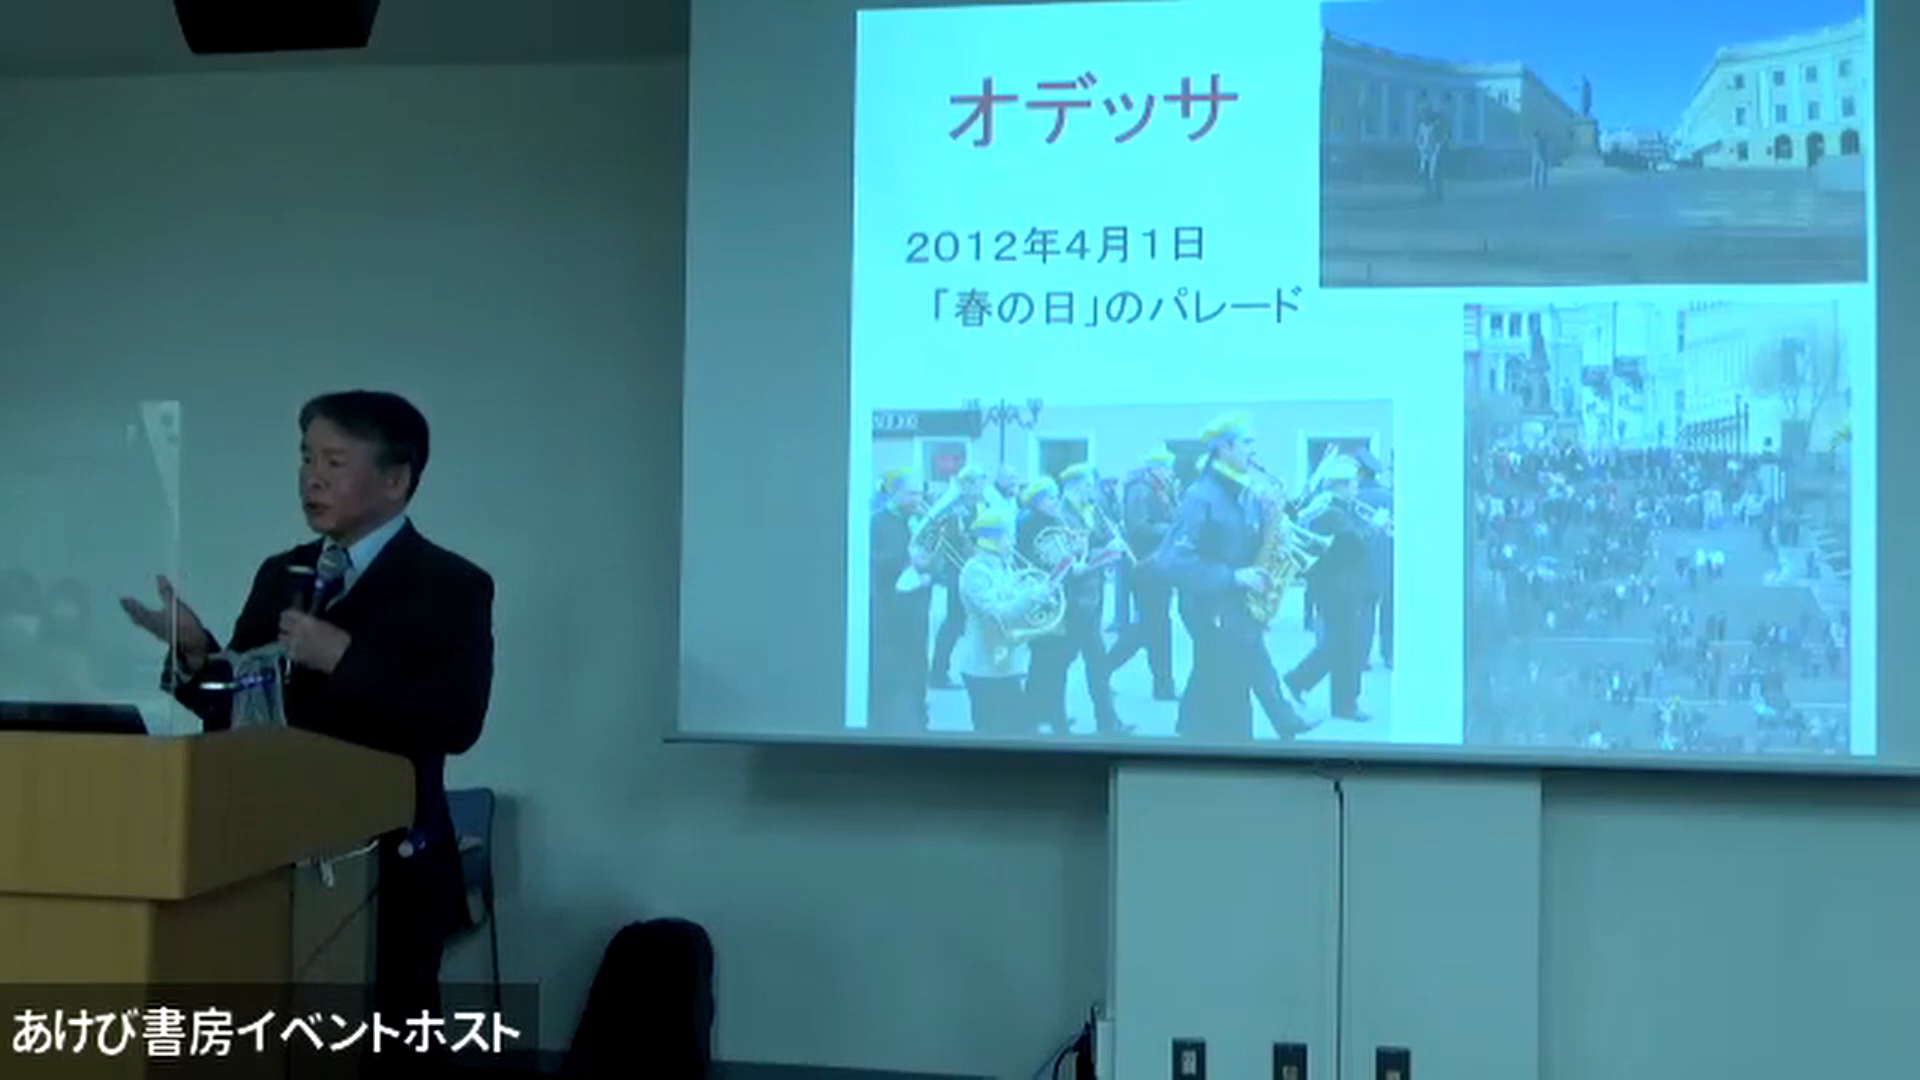 オデッサ
2012年4月1日
「春の日」のパレード
あけび書房イベントホスト